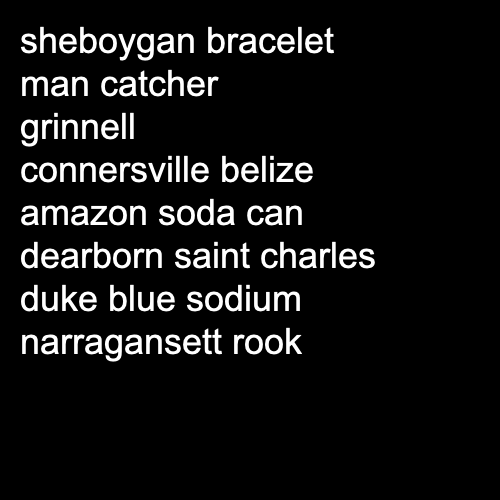 sheboygan bracelet
man catcher
grinnell
connersville belize
amazon soda can
dearborn saint charles
duke blue sodium
narragansett rook